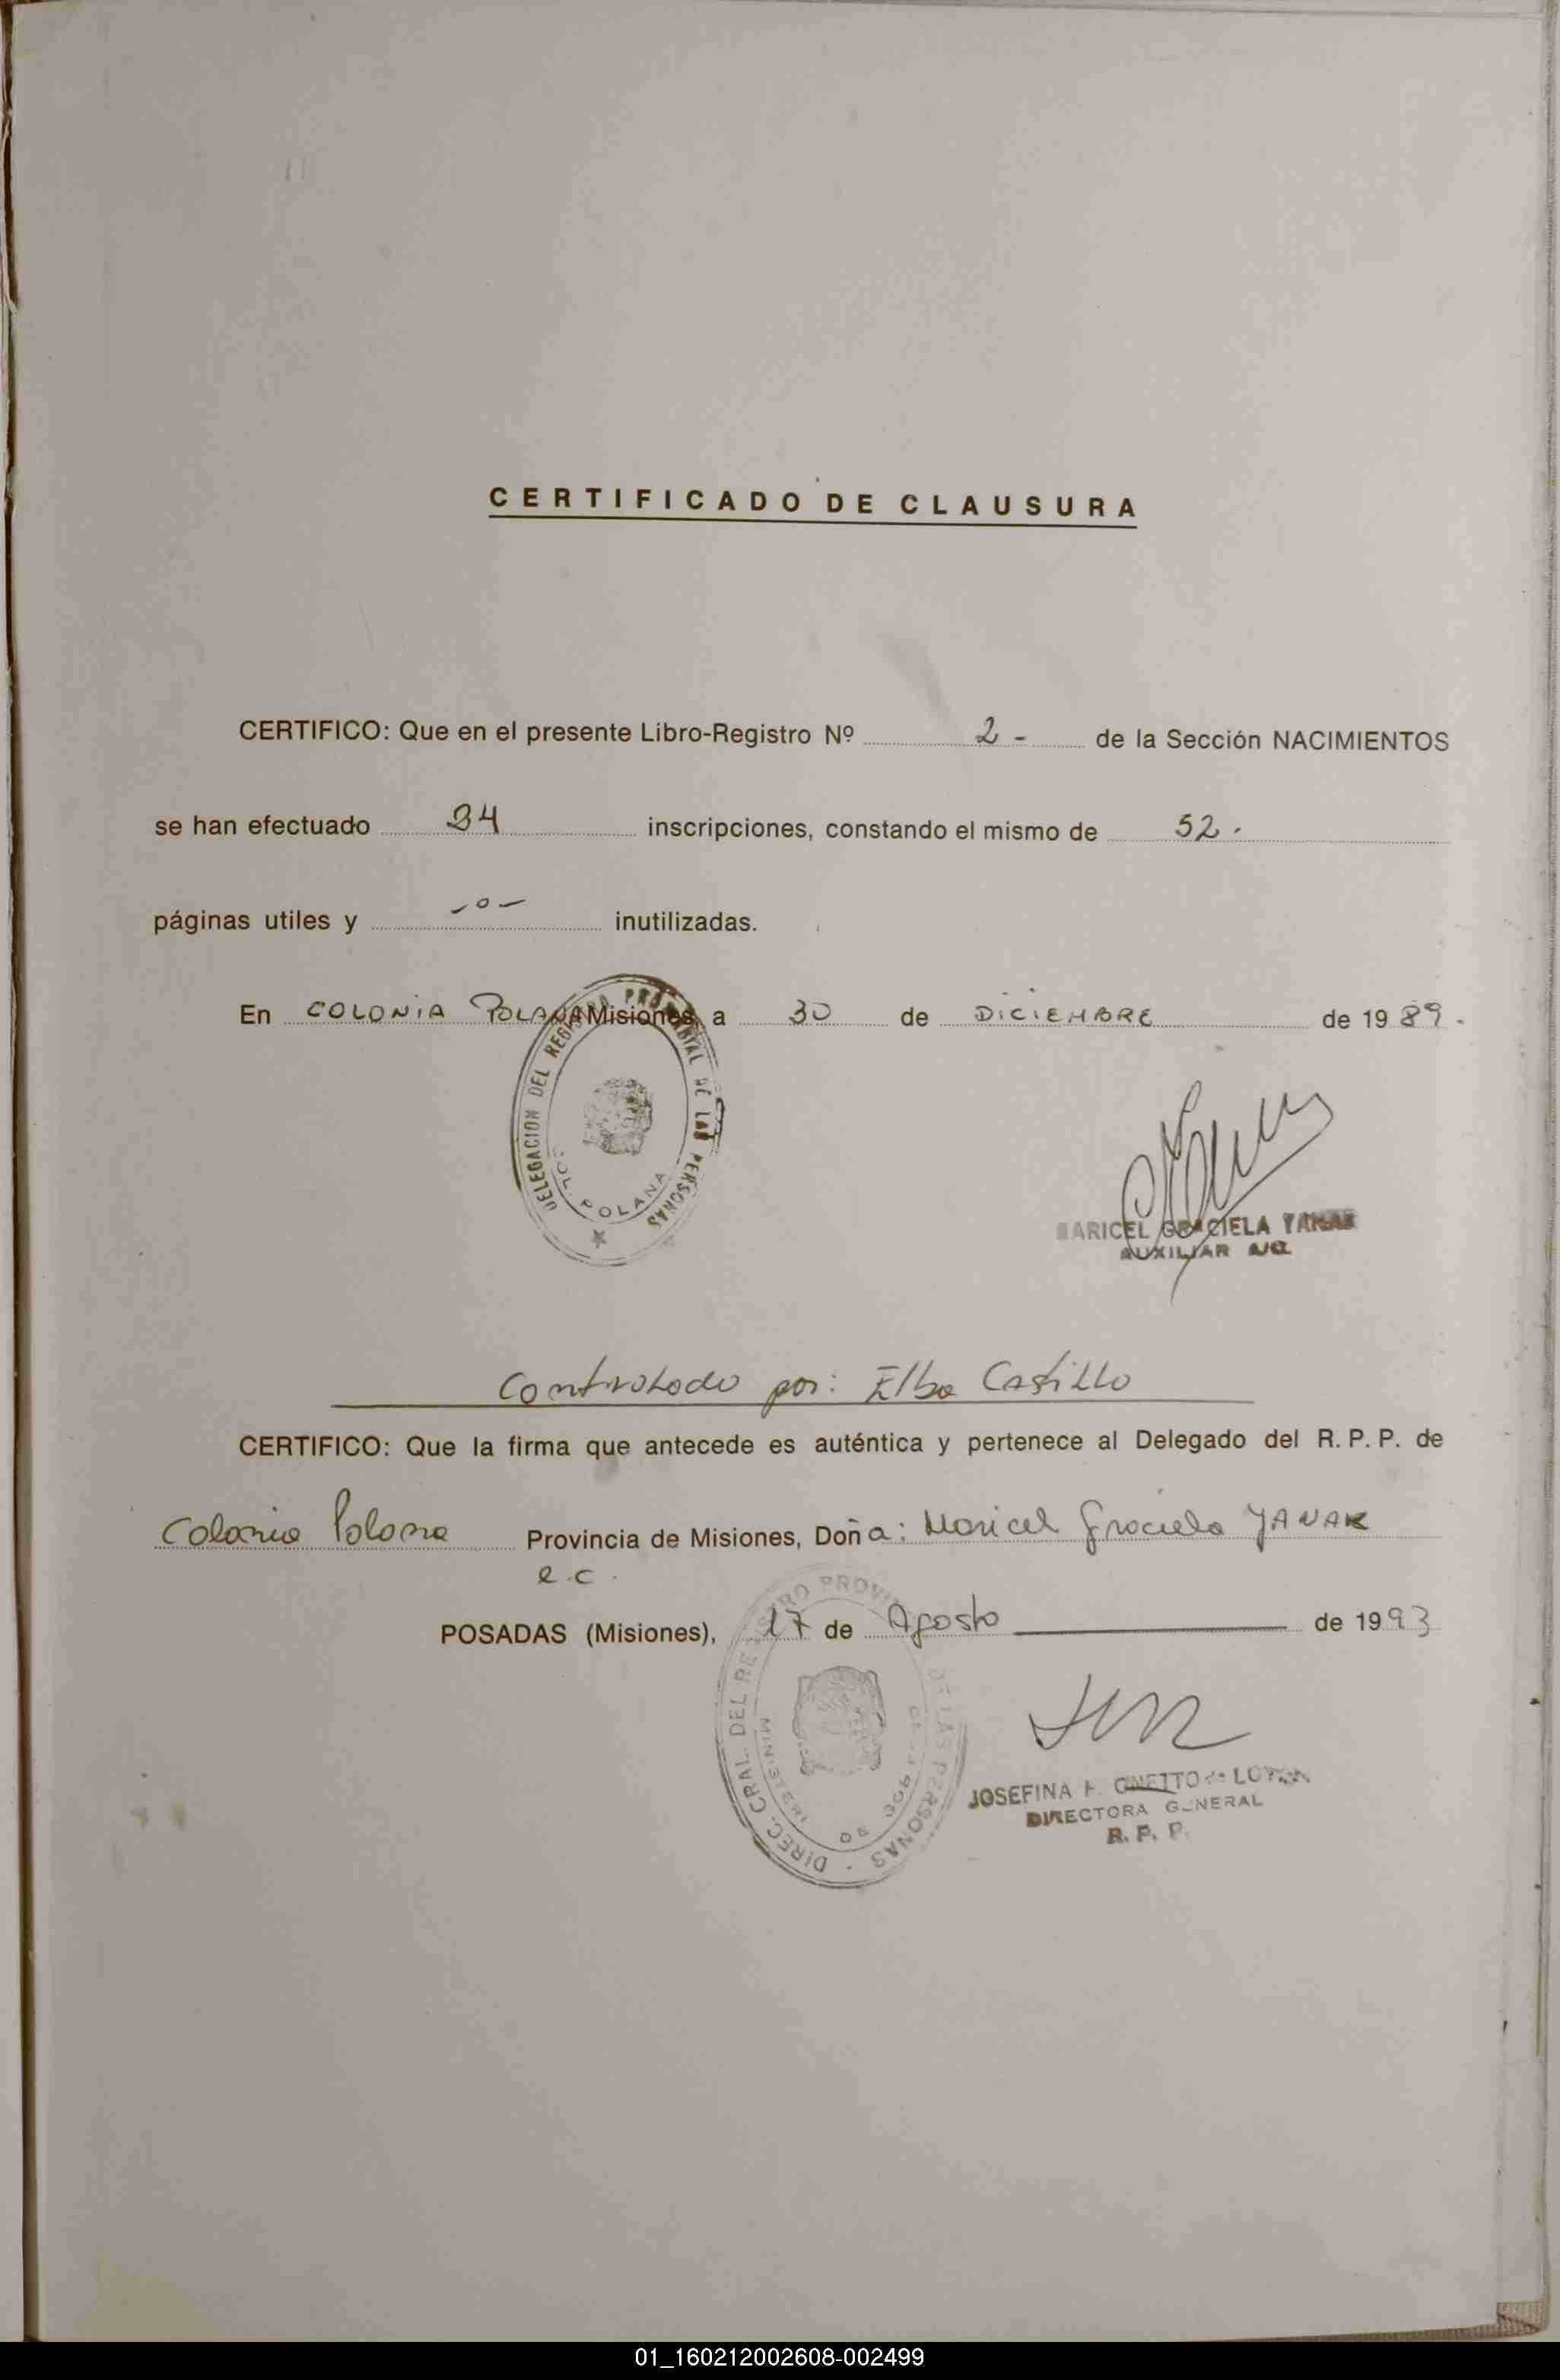 CERTIFICADO DE CLAUSURA
CERTIFICO: Que en el presente Libro-Registro Nº 2 - de la Sección NACIMIENTOS
se han efectuado 34 inscripciones, constando el mismo de 52.
páginas utiles y -o- inutilizadas.
En COLONIA POLANA Misiones, a 30 de DICIEMBRE de 1989.
DELEGACION DEL REGISTRO PROVINCIAL DE LAS PERSONAS
COL. POLANA
MARICEL GRACIELA YANAK
AUXILIAR
Controlado por: Elba Castillo
CERTIFICO: Que la firma que antecede es auténtica y pertenece al Delegado del R. P. P. de
Colonia Polana Provincia de Misiones, Doña: Maricel Graciela YANAK
e.c.
POSADAS (Misiones), 17 de Agosto de 1993
DIREC. GRAL. DEL REGISTRO PROV DE LAS PERSONAS
MINISTERI DE GOB
JOSEFINA
DIRECTORA GENERAL
R. P. P.
01_160212002608-002499